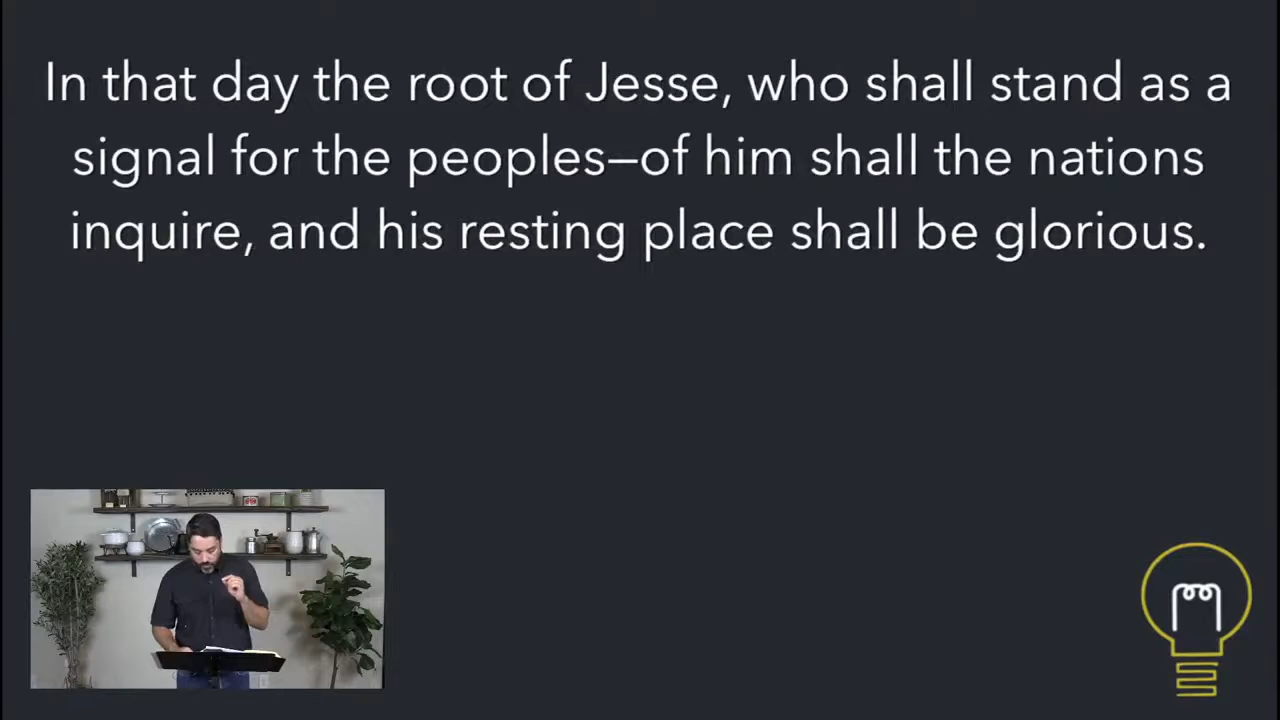 In that day the root of Jesse, who shall stand as a
signal for the peoples—of him shall the nations
inquire, and his resting place shall be glorious.